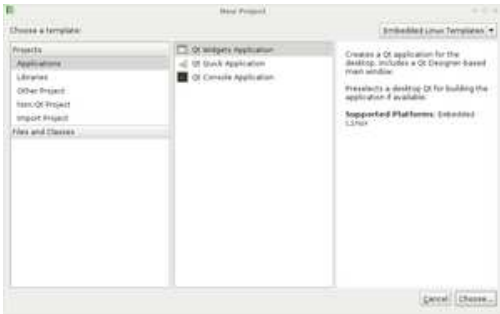 New Project
Choose a template:
Embedded Linux Templates
Projects
Applications
Libraries
Other Project
Non-Qt Project
Import Project
Files and Classes
Qt Widgets Application
Qt Quick Application
Qt Console Application
Creates a Qt application for the
desktop. Includes a Qt Designer-based
main window.
Preselects a desktop Qt for building the
application if available.
Supported Platforms: Embedded
Linux
Cancel
Choose...